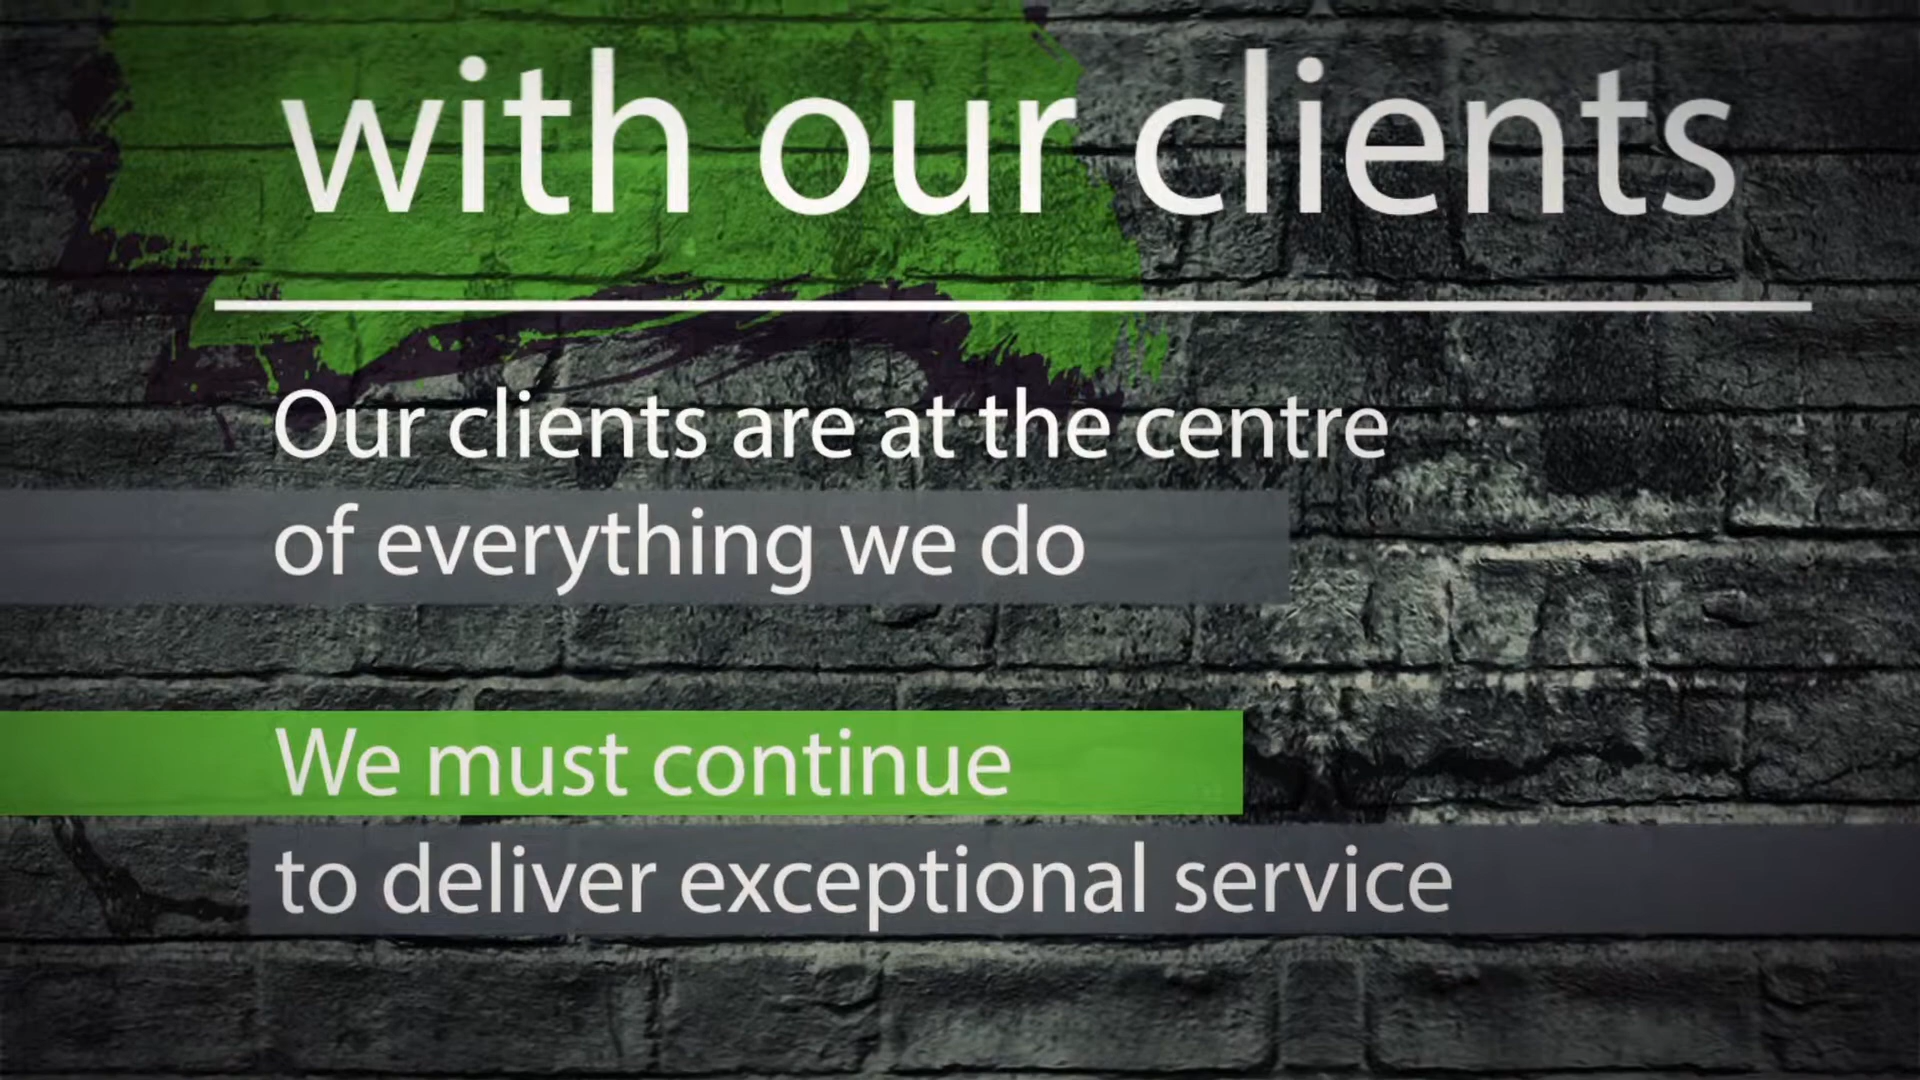 with our clients
Our clients are at the centre
of everything we do
We must continue
to deliver exceptional service